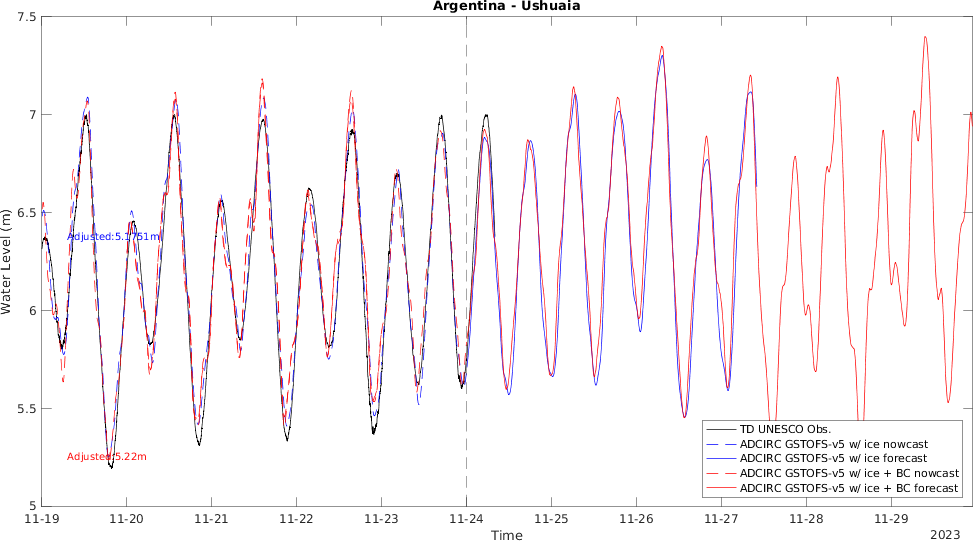 Argentina - Ushuaia
7.5
7
6.5
6
5.5
5
Water Level (m)
Adjusted:5.1751m
Adjusted:5.22m
TD UNESCO Obs.
ADCIRC GSTOFS-v5 w/ ice nowcast
ADCIRC GSTOFS-v5 w/ ice forecast
ADCIRC GSTOFS-v5 w/ ice + BC nowcast
ADCIRC GSTOFS-v5 w/ ice + BC forecast
11-19 11-20 11-21 11-22 11-23 11-24 11-25 11-26 11-27 11-28 11-29
Time
2023